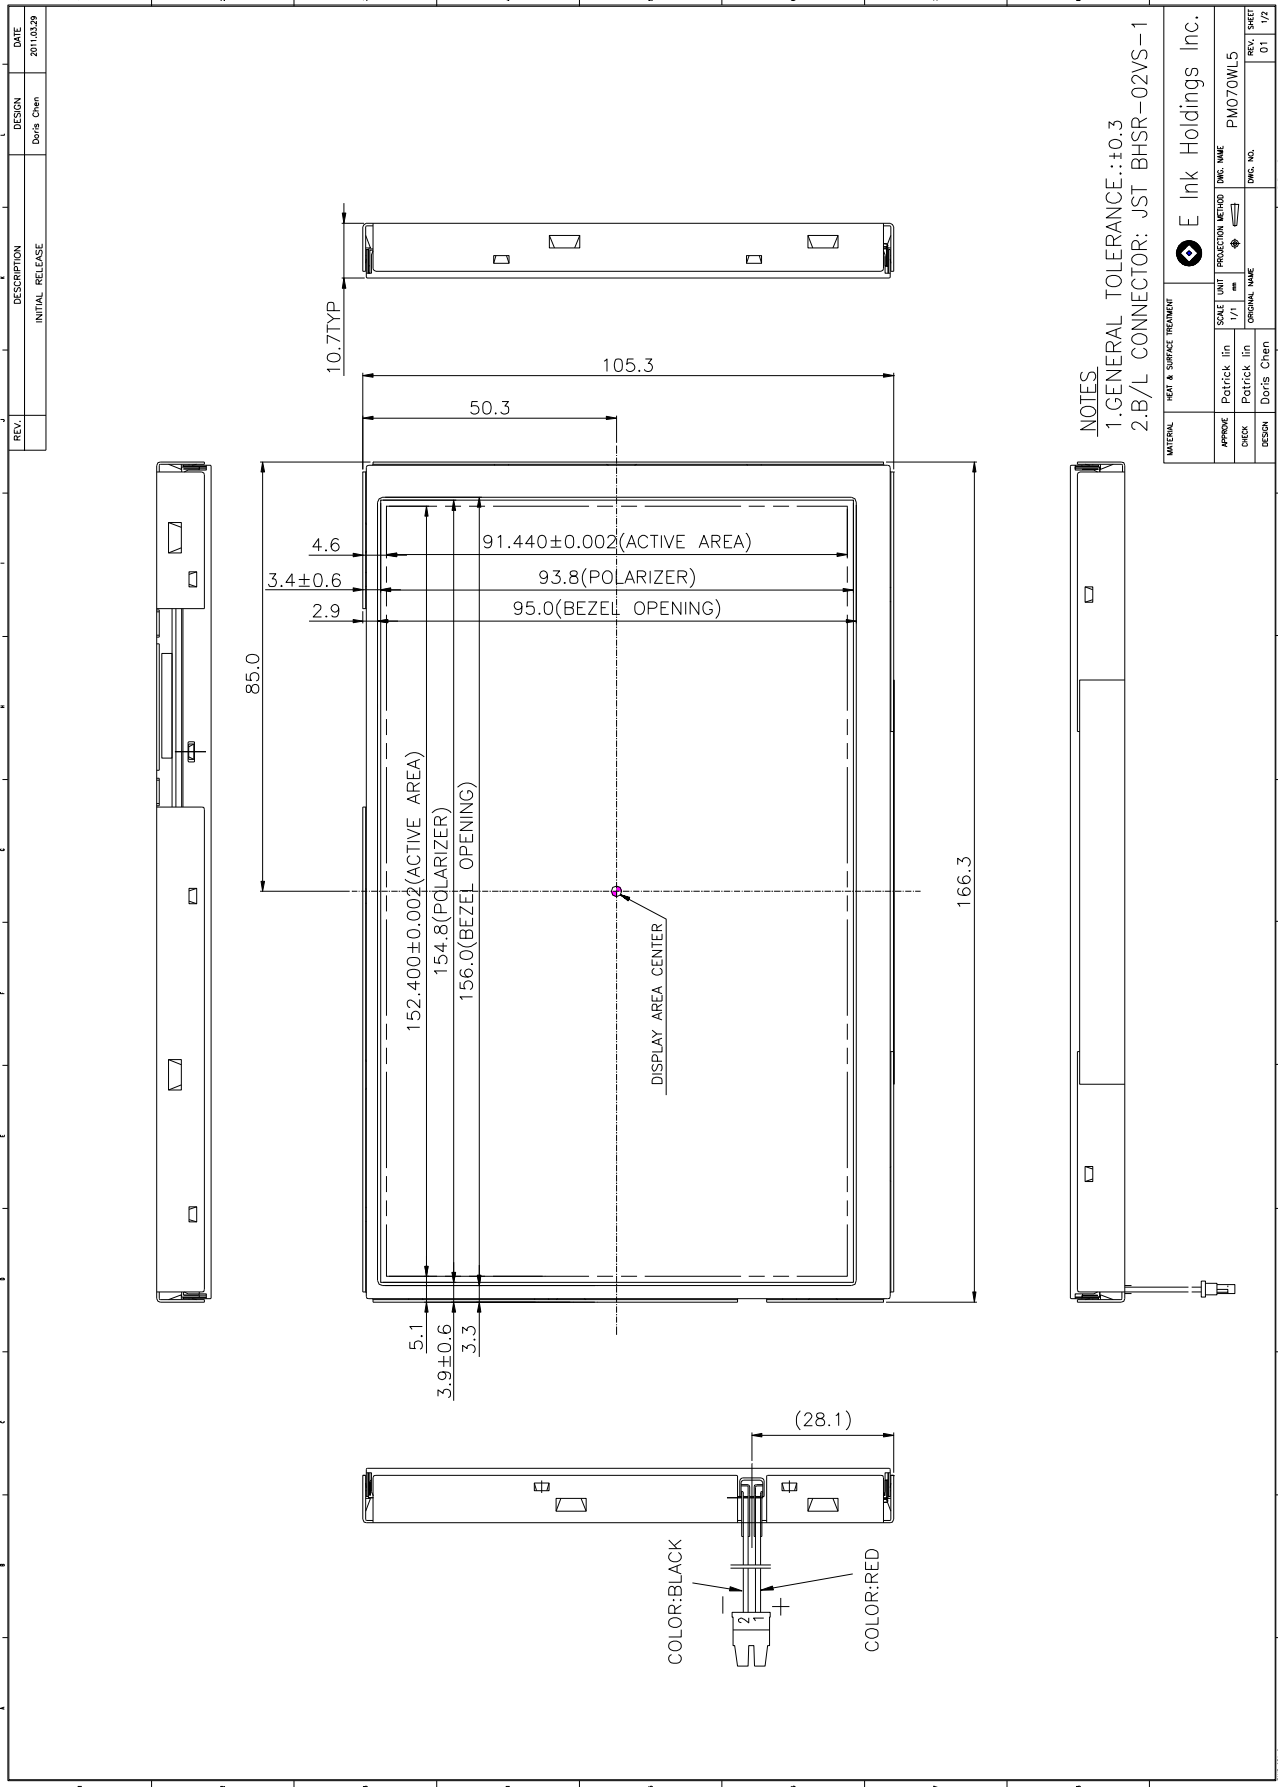 REV.
DESCRIPTION
DESIGN
DATE
INITIAL RELEASE
Doris Chen
2011.03.29
10.7TYP
105.3
50.3
85.0
4.6
91.440±0.002(ACTIVE AREA)
3.4±0.6
93.8(POLARIZER)
2.9
95.0(BEZEL OPENING)
152.400±0.002(ACTIVE AREA)
154.8(POLARIZER)
156.0(BEZEL OPENING)
DISPLAY AREA CENTER
166.3
5.1
3.9±0.6
3.3
(28.1)
COLOR:BLACK
COLOR:RED
−
+
2
1
NOTES
1.GENERAL TOLERANCE.:±0.3
2.B/L CONNECTOR: JST BHSR-02VS-1
MATERIAL
HEAT & SURFACE TREATMENT
E Ink Holdings Inc.
APPROVE
Patrick lin
SCALE
1/1
UNIT
mm
PROJECTION METHOD
DWG. NAME
PM070WL5
CHECK
Patrick lin
ORIGINAL NAME
DWG. NO.
REV.
01
SHEET
1/2
DESIGN
Doris Chen